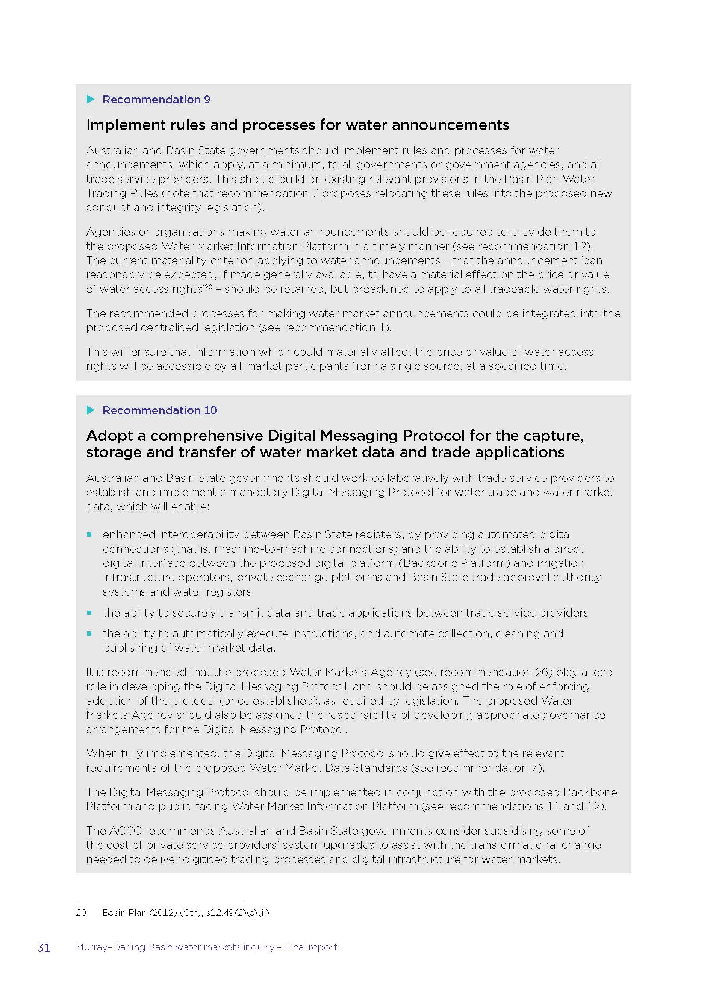 Recommendation 9
Implement rules and processes for water announcements
Australian and Basin State governments should implement rules and processes for water
announcements, which apply, at a minimum, to all governments or government agencies, and all
trade service providers. This should build on existing relevant provisions in the Basin Plan Water
Trading Rules (note that recommendation 3 proposes relocating these rules into the proposed new
conduct and integrity legislation).
Agencies or organisations making water announcements should be required to provide them to
the proposed Water Market Information Platform in a timely manner (see recommendation 12).
The current materiality criterion applying to water announcements – that the announcement ‘can
reasonably be expected, if made generally available, to have a material effect on the price or value
of water access rights’20 – should be retained, but broadened to apply to all tradeable water rights.
The recommended processes for making water market announcements could be integrated into the
proposed centralised legislation (see recommendation 1).
This will ensure that information which could materially affect the price or value of water access
rights will be accessible by all market participants from a single source, at a specified time.
Recommendation 10
Adopt a comprehensive Digital Messaging Protocol for the capture,
storage and transfer of water market data and trade applications
Australian and Basin State governments should work collaboratively with trade service providers to
establish and implement a mandatory Digital Messaging Protocol for water trade and water market
data, which will enable:
enhanced interoperability between Basin State registers, by providing automated digital
connections (that is, machine-to-machine connections) and the ability to establish a direct
digital interface between the proposed digital platform (Backbone Platform) and irrigation
infrastructure operators, private exchange platforms and Basin State trade approval authority
systems and water registers
the ability to securely transmit data and trade applications between trade service providers
the ability to automatically execute instructions, and automate collection, cleaning and
publishing of water market data.
It is recommended that the proposed Water Markets Agency (see recommendation 26) play a lead
role in developing the Digital Messaging Protocol, and should be assigned the role of enforcing
adoption of the protocol (once established), as required by legislation. The proposed Water
Markets Agency should also be assigned the responsibility of developing appropriate governance
arrangements for the Digital Messaging Protocol.
When fully implemented, the Digital Messaging Protocol should give effect to the relevant
requirements of the proposed Water Market Data Standards (see recommendation 7).
The Digital Messaging Protocol should be implemented in conjunction with the proposed Backbone
Platform and public-facing Water Market Information Platform (see recommendations 11 and 12).
The ACCC recommends Australian and Basin State governments consider subsidising some of
the cost of private service providers’ system upgrades to assist with the transformational change
needed to deliver digitised trading processes and digital infrastructure for water markets.
20 Basin Plan (2012) (Cth), s12.49(2)(c)(ii).
31 Murray–Darling Basin water markets inquiry – Final report